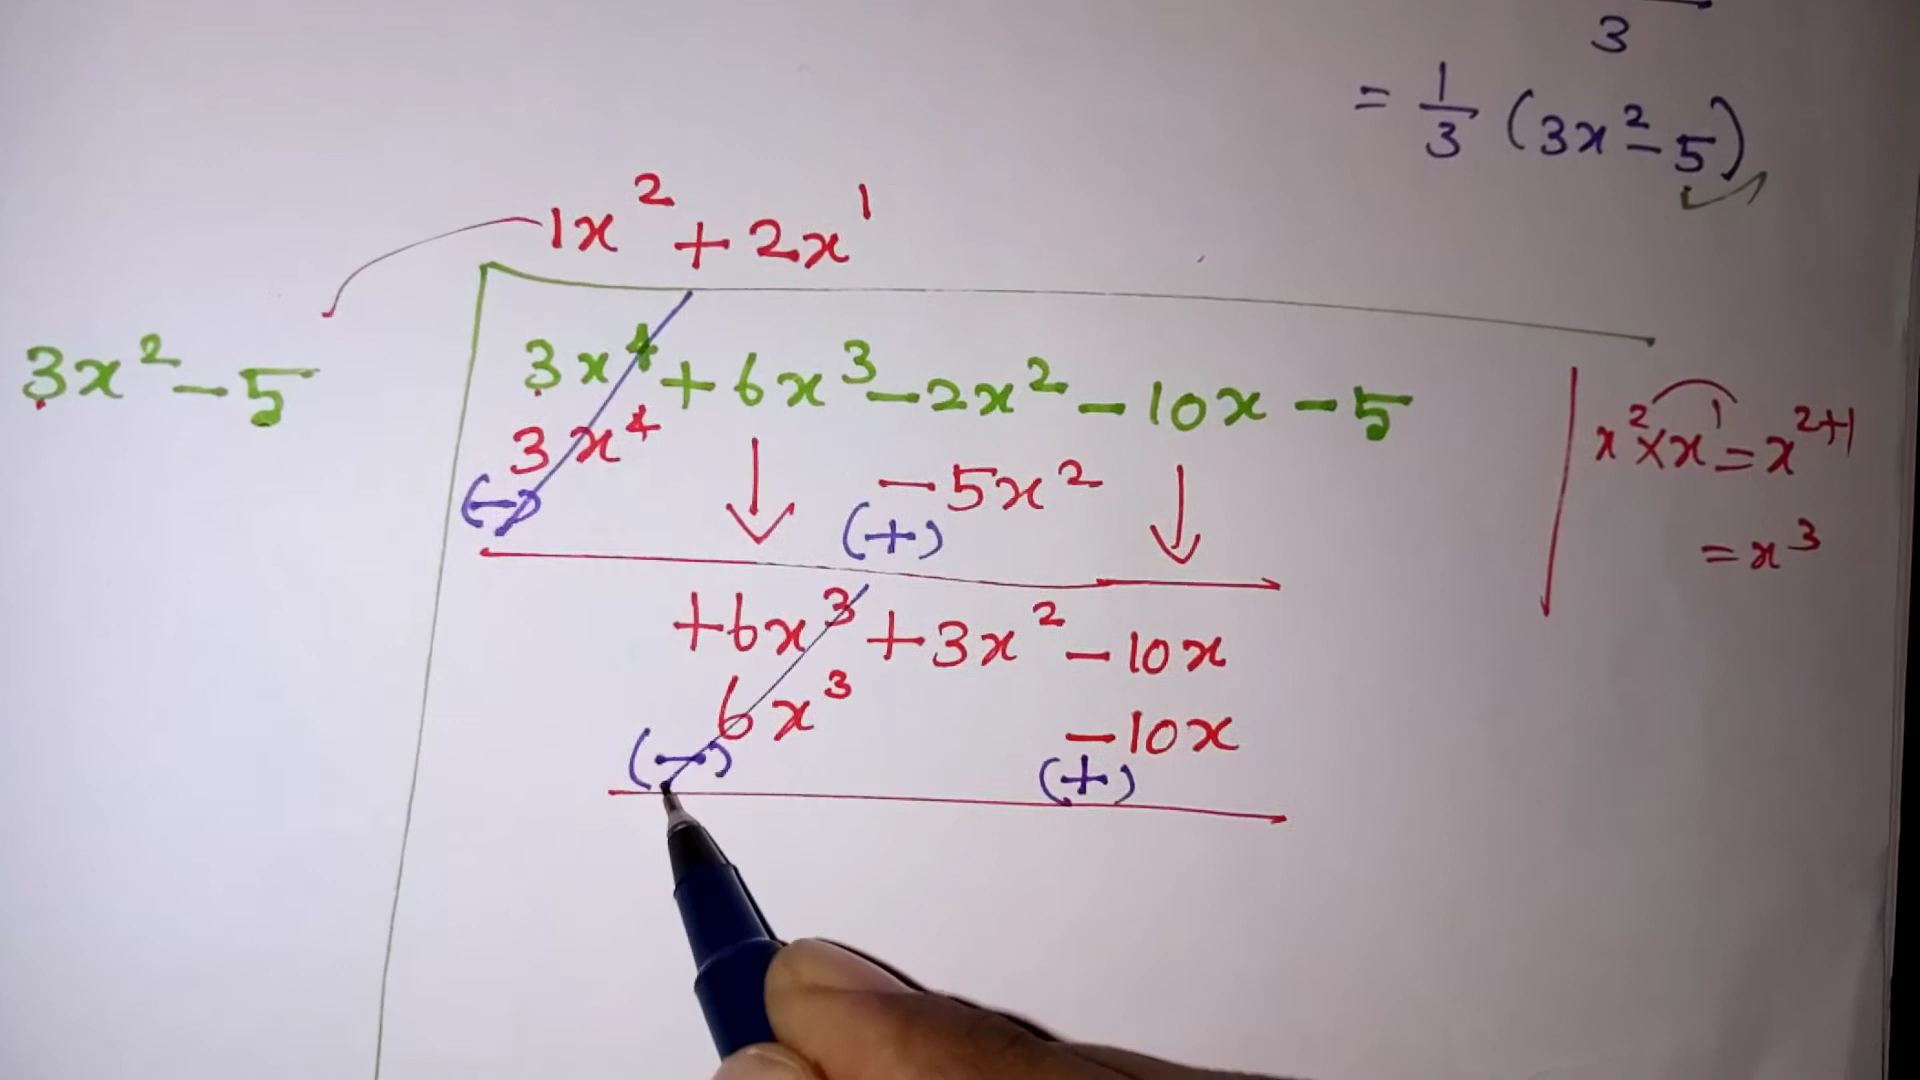 3
= 1/3 (3x² - 5)
1x² + 2x¹
3x² - 5
3x⁴ + 6x³ - 2x² - 10x - 5
3x⁴ - 5x²
(-) (+)
+6x³ + 3x² - 10x
6x³ - 10x
(-) (+)
x² × x¹ = x²⁺¹
= x³